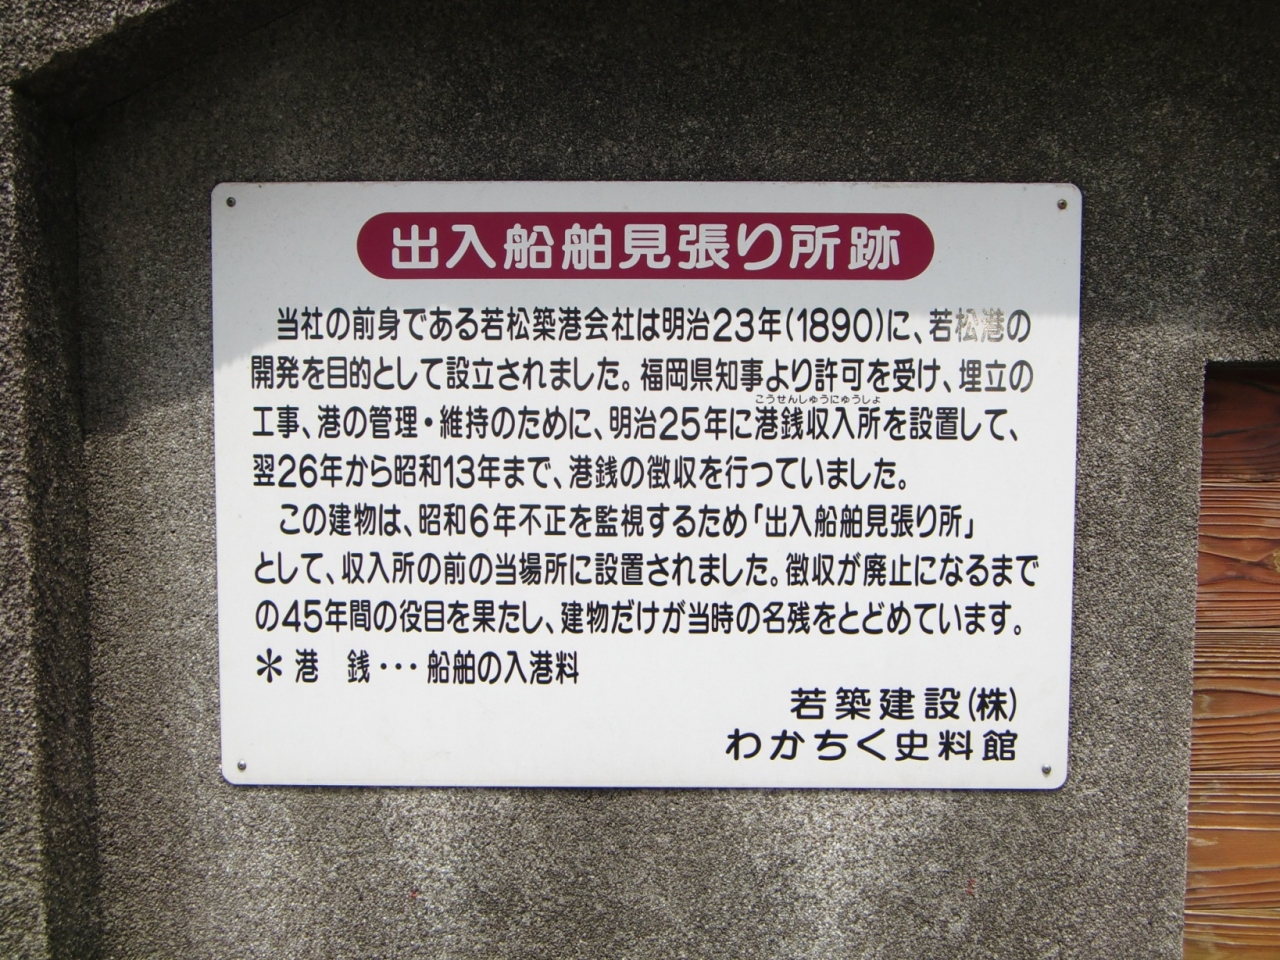 出入船舶見張り所跡
当社の前身である若松築港会社は明治23年(1890)に、若松港の
開発を目的として設立されました。福岡県知事より許可を受け、埋立の
こうせんしゅうにゅうしょ
工事、港の管理・維持のために、明治25年に港銭収入所を設置して、
翌26年から昭和13年まで、港銭の徴収を行っていました。
この建物は、昭和6年不正を監視するため「出入船舶見張り所」
として、収入所の前の当場所に設置されました。徴収が廃止になるまで
の45年間の役目を果たし、建物だけが当時の名残をとどめています。
＊港　銭・・・船舶の入港料
若築建設(株)
わかちく史料館